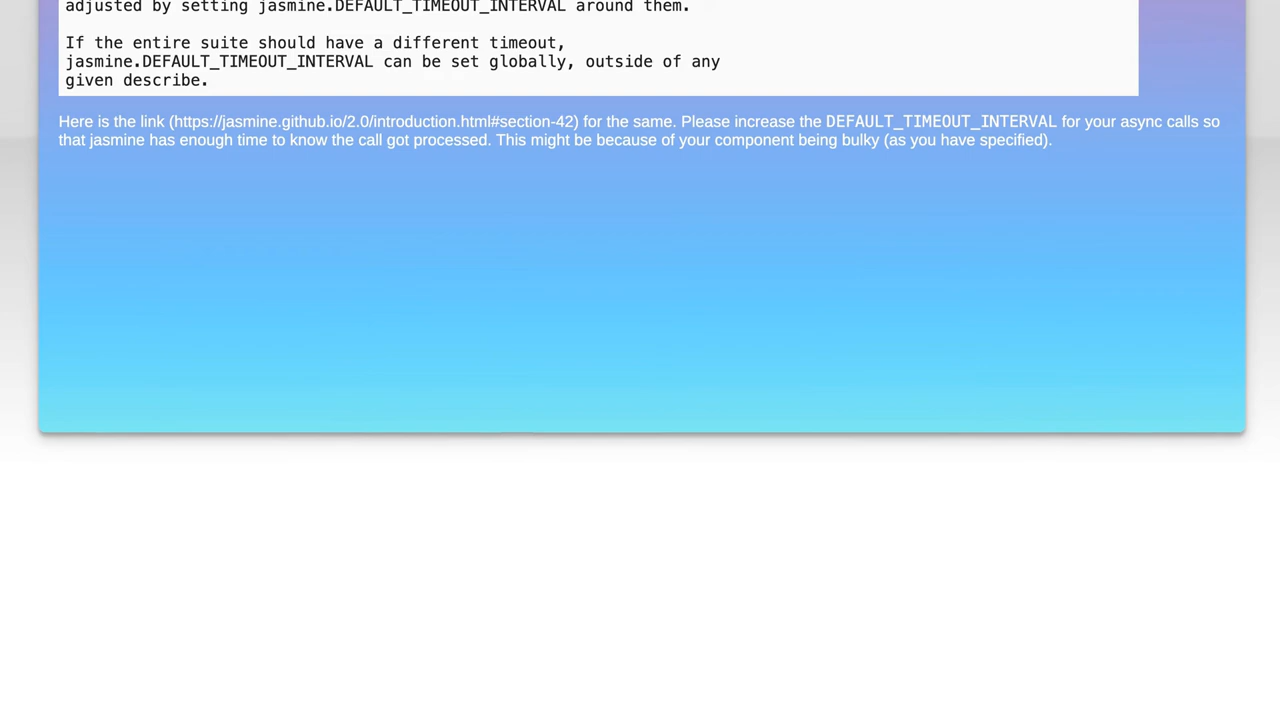 adjusted by setting jasmine.DEFAULT_TIMEOUT_INTERVAL around them.
If the entire suite should have a different timeout,
jasmine.DEFAULT_TIMEOUT_INTERVAL can be set globally, outside of any
given describe.
Here is the link (https://jasmine.github.io/2.0/introduction.html#section-42) for the same. Please increase the DEFAULT_TIMEOUT_INTERVAL for your async calls so
that jasmine has enough time to know the call got processed. This might be because of your component being bulky (as you have specified).